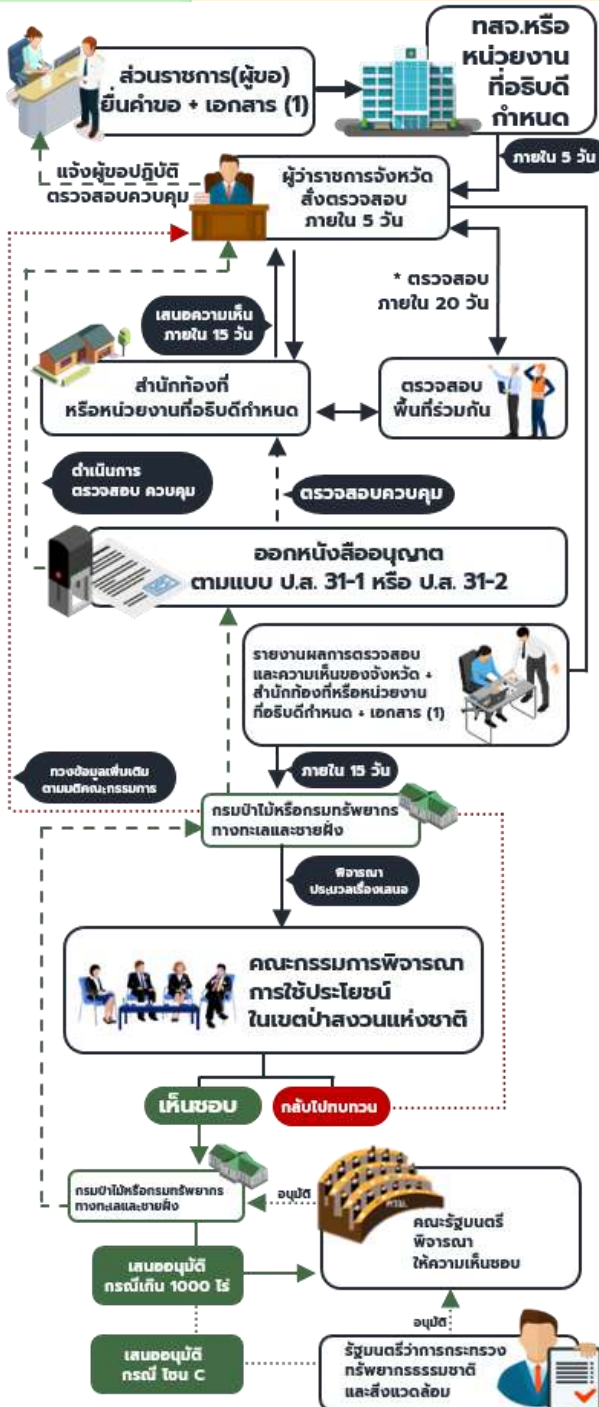 ส่วนราชการ(ผู้ขอ)
ยื่นคำขอ + เอกสาร (1)
ทสจ.หรือ
หน่วยงาน
ที่อธิบดี
กำหนด
ภายใน 5 วัน
แจ้งผู้ขอปฏิบัติ
ตรวจสอบควบคุม
ผู้ว่าราชการจังหวัด
สั่งตรวจสอบ
ภายใน 5 วัน
* ตรวจสอบ
ภายใน 20 วัน
เสนอความเห็น
ภายใน 15 วัน
สำนักท้องที่
หรือหน่วยงานที่อธิบดีกำหนด
ตรวจสอบ
พื้นที่ร่วมกัน
ดำเนินการ
ตรวจสอบ ควบคุม
ตรวจสอบควบคุม
ออกหนังสืออนุญาต
ตามแบบ ป.ส. 31-1 หรือ ป.ส. 31-2
รายงานผลการตรวจสอบ
และความเห็นของจังหวัด +
สำนักท้องที่หรือหน่วยงาน
ที่อธิบดีกำหนด + เอกสาร (1)
ทวงข้อมูลเพิ่มเติม
ตามมติคณะกรรมการ
ภายใน 15 วัน
กรมป่าไม้หรือกรมทรัพยากร
ทางทะเลและชายฝั่ง
พิจารณา
ประมวลเรื่องเสนอ
คณะกรรมการพิจารณา
การใช้ประโยชน์
ในเขตป่าสงวนแห่งชาติ
เห็นชอบ
กลับไปทบทวน
กรมป่าไม้หรือกรมทรัพยากร
ทางทะเลและชายฝั่ง
อนุมัติ
ครม.
คณะรัฐมนตรี
พิจารณา
ให้ความเห็นชอบ
เสนออนุมัติ
กรณีเกิน 1000 ไร่
อนุมัติ
เสนออนุมัติ
กรณี โซน C
รัฐมนตรีว่าการกระทรวง
ทรัพยากรธรรมชาติ
และสิ่งแวดล้อม